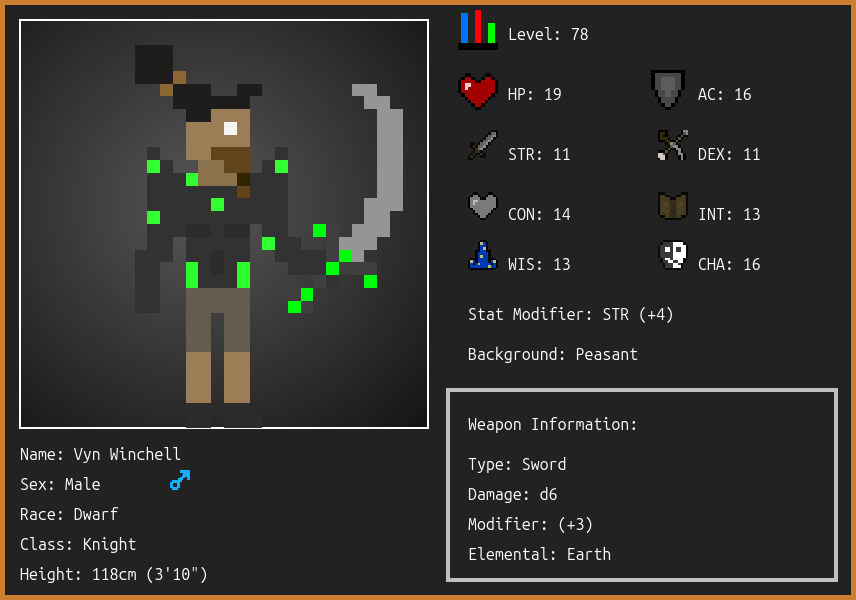 Level: 78
HP: 19
AC: 16
STR: 11
DEX: 11
CON: 14
INT: 13
WIS: 13
CHA: 16
Stat Modifier: STR (+4)
Background: Peasant
Weapon Information:
Type: Sword
Damage: d6
Modifier: (+3)
Elemental: Earth
Name: Vyn Winchell
Sex: Male
Race: Dwarf
Class: Knight
Height: 118cm (3'10")